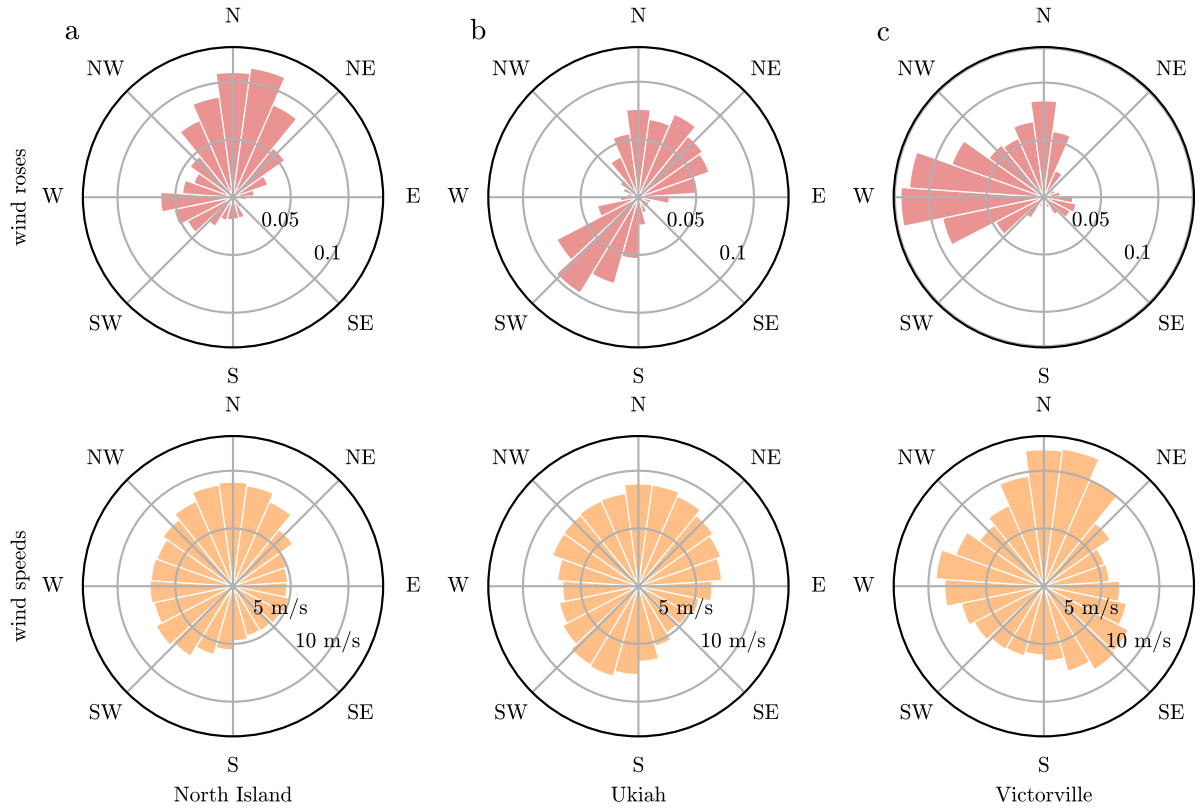 a
b
c
N
N
N
NW
NE
NW
NE
NW
NE
wind roses
W
E
W
E
W
E
0.05
0.05
0.05
0.1
0.1
0.1
SW
SE
SW
SE
SW
SE
S
S
S
N
N
N
NW
NE
NW
NE
NW
NE
wind speeds
W
E
W
E
W
E
5 m/s
5 m/s
5 m/s
10 m/s
10 m/s
10 m/s
SW
SE
SW
SE
SW
SE
S
S
S
North Island
Ukiah
Victorville